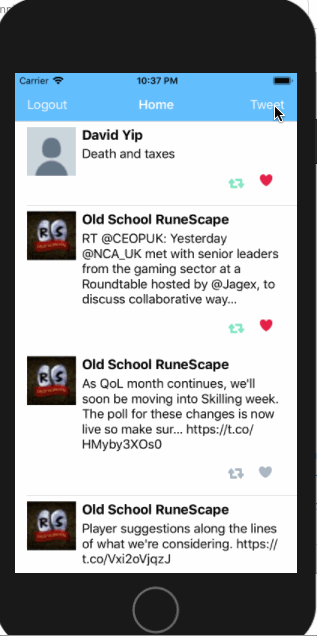 Carrier 10:37 PM
Logout Home Tweet
David Yip
Death and taxes
Old School RuneScape
RT @CEOPUK: Yesterday
@NCA_UK met with senior leaders
from the gaming sector at a
Roundtable hosted by @Jagex, to
discuss collaborative way...
Old School RuneScape
As QoL month continues, we'll
soon be moving into Skilling week.
The poll for these changes is now
live so make sur... https://t.co/
HMyby3XOs0
Old School RuneScape
Player suggestions along the lines
of what we're considering. https://
t.co/Vxi2oVjqzJ